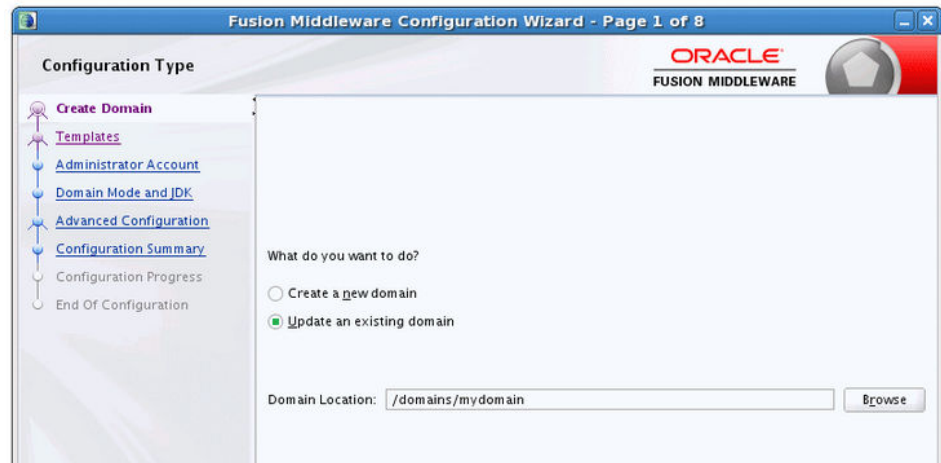 Fusion Middleware Configuration Wizard - Page 1 of 8
Configuration Type
ORACLE
FUSION MIDDLEWARE
Create Domain
Templates
Administrator Account
Domain Mode and JDK
Advanced Configuration
Configuration Summary
Configuration Progress
End Of Configuration
What do you want to do?
Create a new domain
Update an existing domain
Domain Location: /domains/mydomain Browse